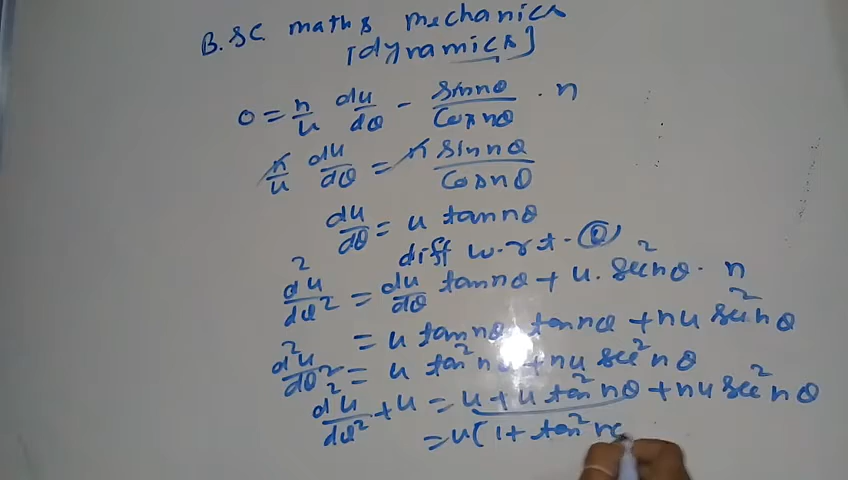 B.SC. maths mechanics
[dynamics]
0 = n/u du/dθ - sin nθ/cos nθ . n
n/u du/dθ = n sin nθ/cos nθ
du/dθ = u tan nθ
diff w.r.t. θ
d²u/dθ² = du/dθ tan nθ + u. sec² nθ . n
= u tan nθ tan nθ + nu sec² nθ
d²u/dθ² = u tan² nθ + nu sec² nθ
d²u/dθ² + u = u + u tan² nθ + nu sec² nθ
= u [ 1 + tan² nθ